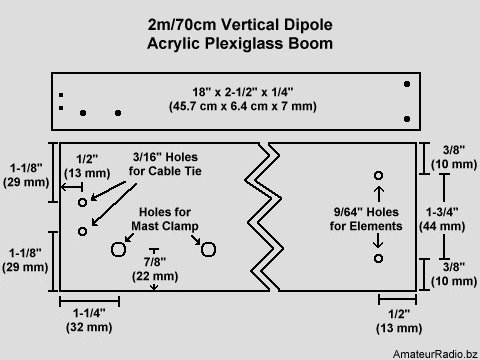 2m/70cm Vertical Dipole
Acrylic Plexiglass Boom
18" x 2-1/2" x 1/4"
(45.7 cm x 6.4 cm x 7 mm)
1-1/8"
(29 mm)
1/2"
(13 mm)
3/16" Holes
for Cable Tie
3/8"
(10 mm)
Holes for
Mast Clamp
9/64" Holes
for Elements
1-3/4"
(44 mm)
1-1/8"
(29 mm)
7/8"
(22 mm)
3/8"
(10 mm)
1-1/4"
(32 mm)
1/2"
(13 mm)
AmateurRadio.bz